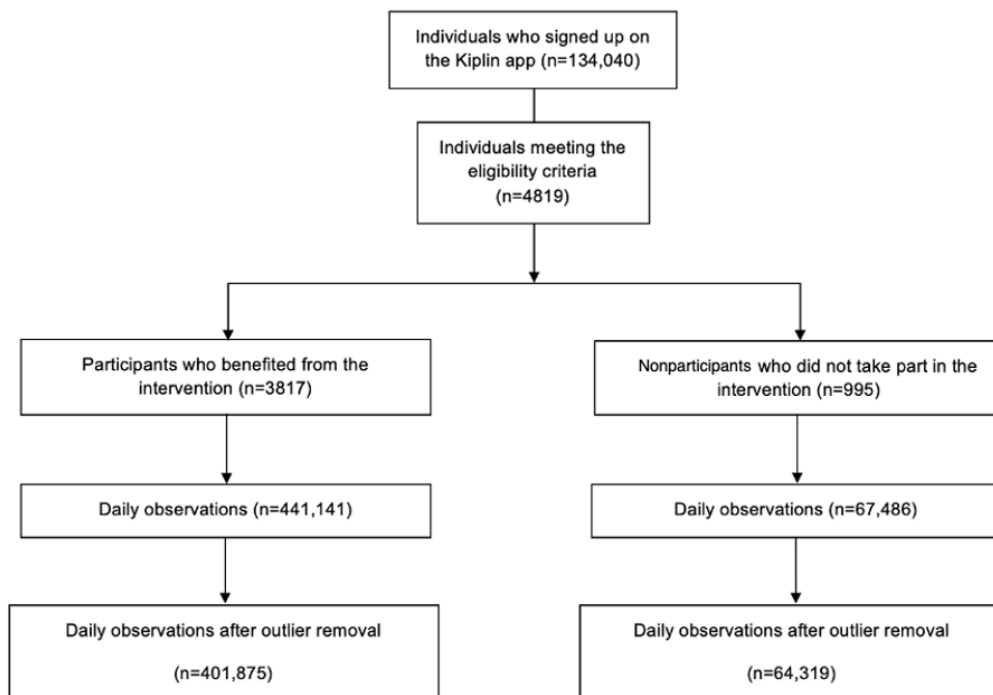 Individuals who signed up on
the Kiplin app (n=134,040)
Individuals meeting the
eligibility criteria
(n=4819)
Participants who benefited from the
intervention (n=3817)
Nonparticipants who did not take part in the
intervention (n=995)
Daily observations (n=441,141)
Daily observations (n=67,486)
Daily observations after outlier removal
(n=401,875)
Daily observations after outlier removal
(n=64,319)